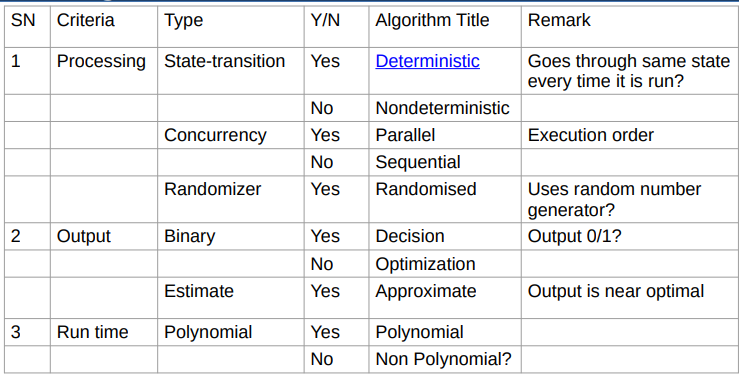 SN Criteria Type Y/N Algorithm Title Remark
1 Processing State-transition Yes Deterministic Goes through same state
every time it is run?
No Nondeterministic
Concurrency Yes Parallel Execution order
No Sequential
Randomizer Yes Randomised Uses random number
generator?
2 Output Binary Yes Decision Output 0/1?
No Optimization
Estimate Yes Approximate Output is near optimal
3 Run time Polynomial Yes Polynomial
No Non Polynomial?